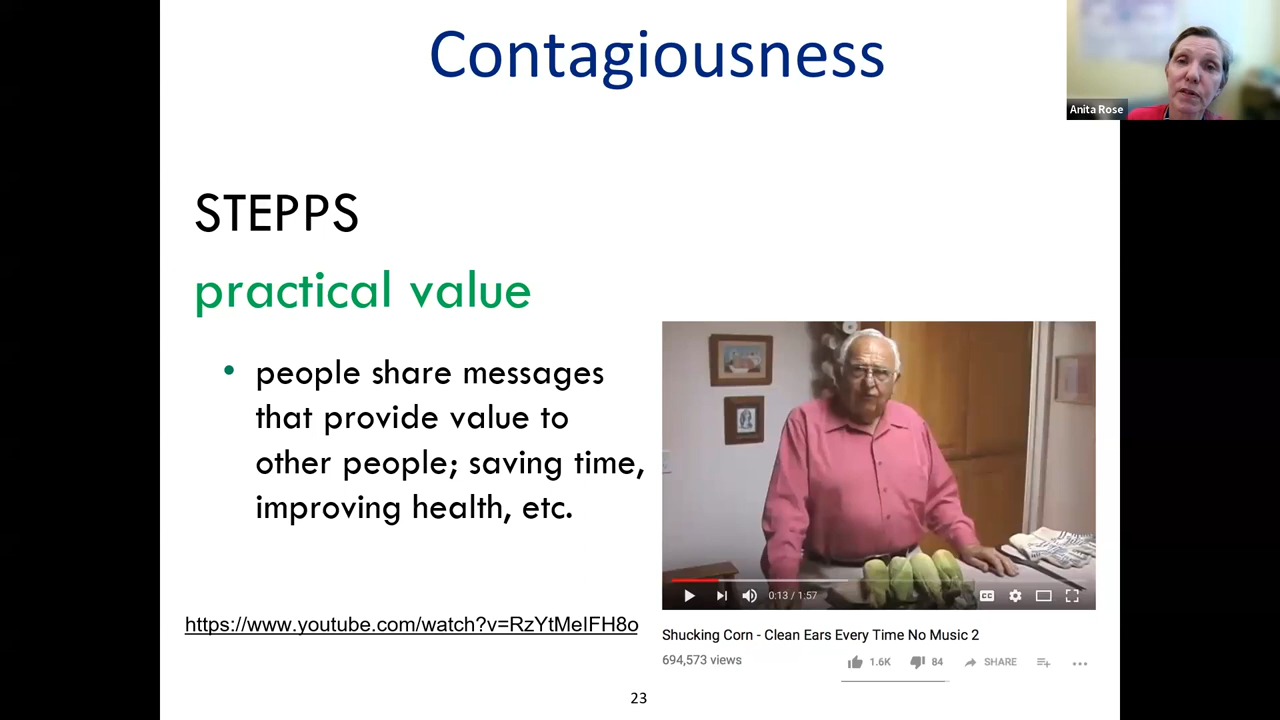 Contagiousness
Anita Rose
STEPPS
practical value
• people share messages
that provide value to
other people; saving time,
improving health, etc.
0:13 / 1:57
CC
https://www.youtube.com/watch?v=RzYtMeIFH8o
Shucking Corn - Clean Ears Every Time No Music 2
694,573 views
1.6K 84 SHARE
23